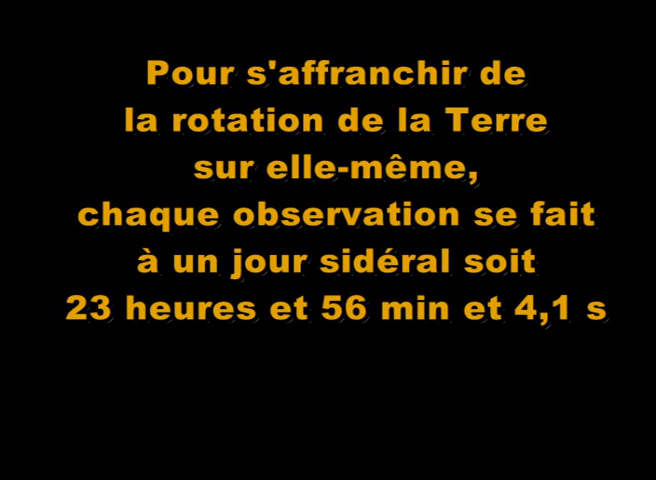 Pour s'affranchir de
la rotation de la Terre
sur elle-même,
chaque observation se fait
à un jour sidéral soit
23 heures et 56 min et 4,1 s